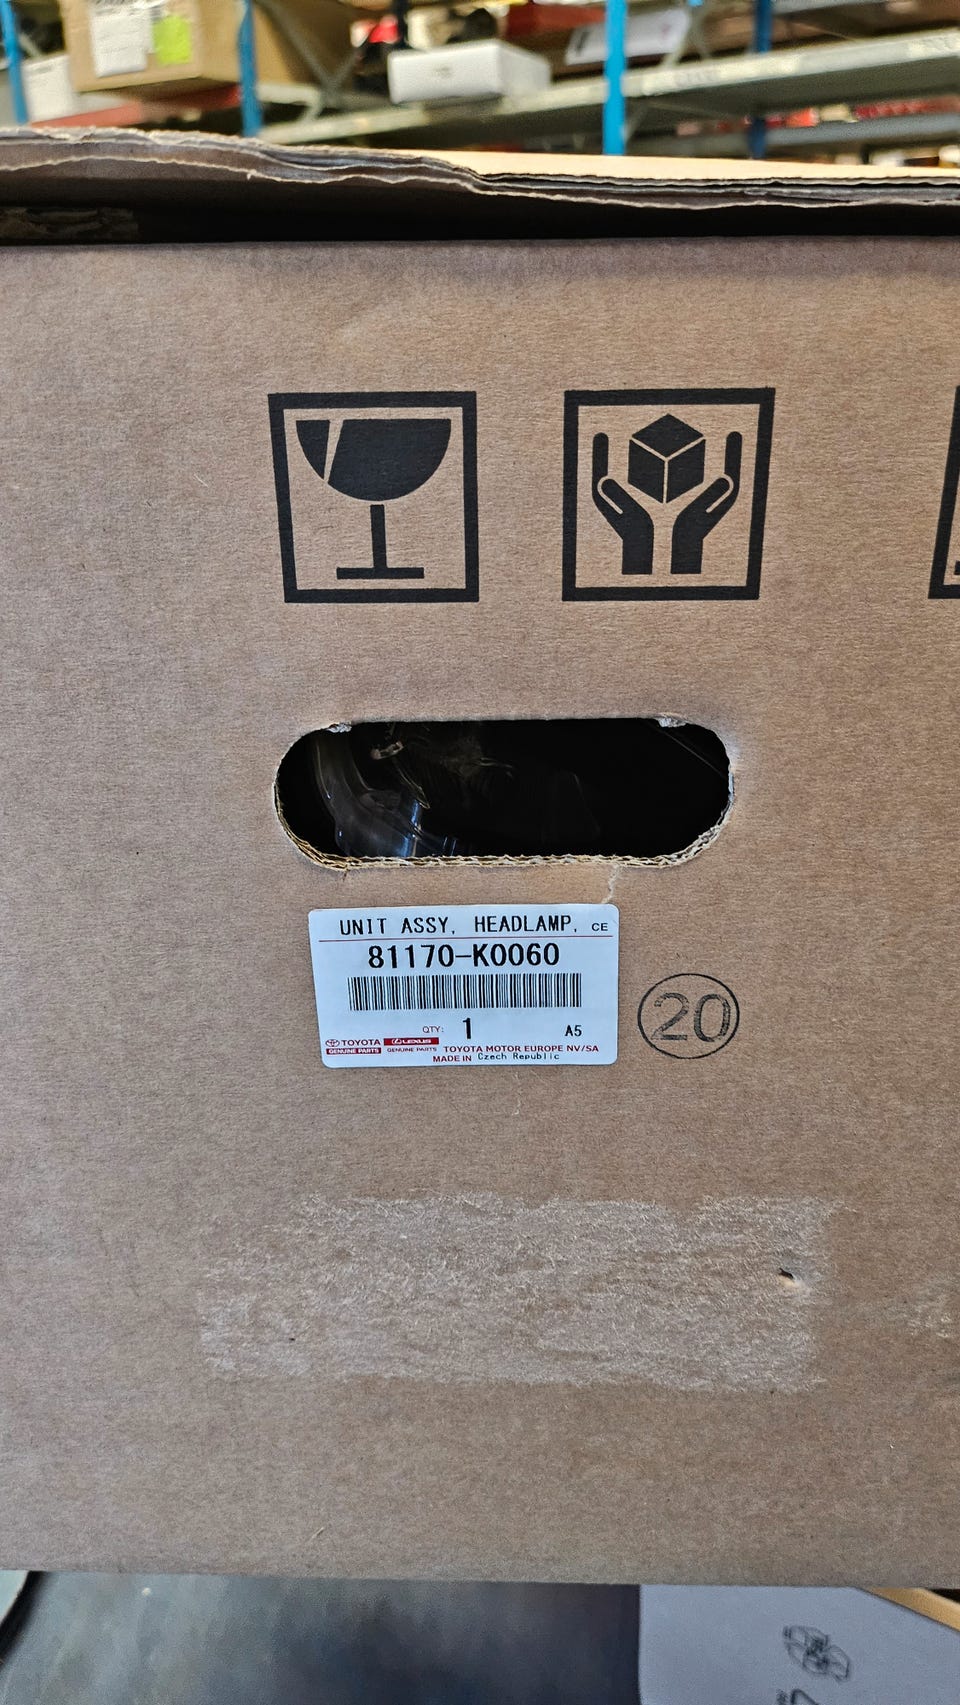 UNIT ASSY, HEADLAMP, CE
81170-K0060
QTY: 1 A5
TOYOTA LEXUS
GENUINE PARTS GENUINE PARTS TOYOTA MOTOR EUROPE NV/SA
MADE IN Czech Republic
20